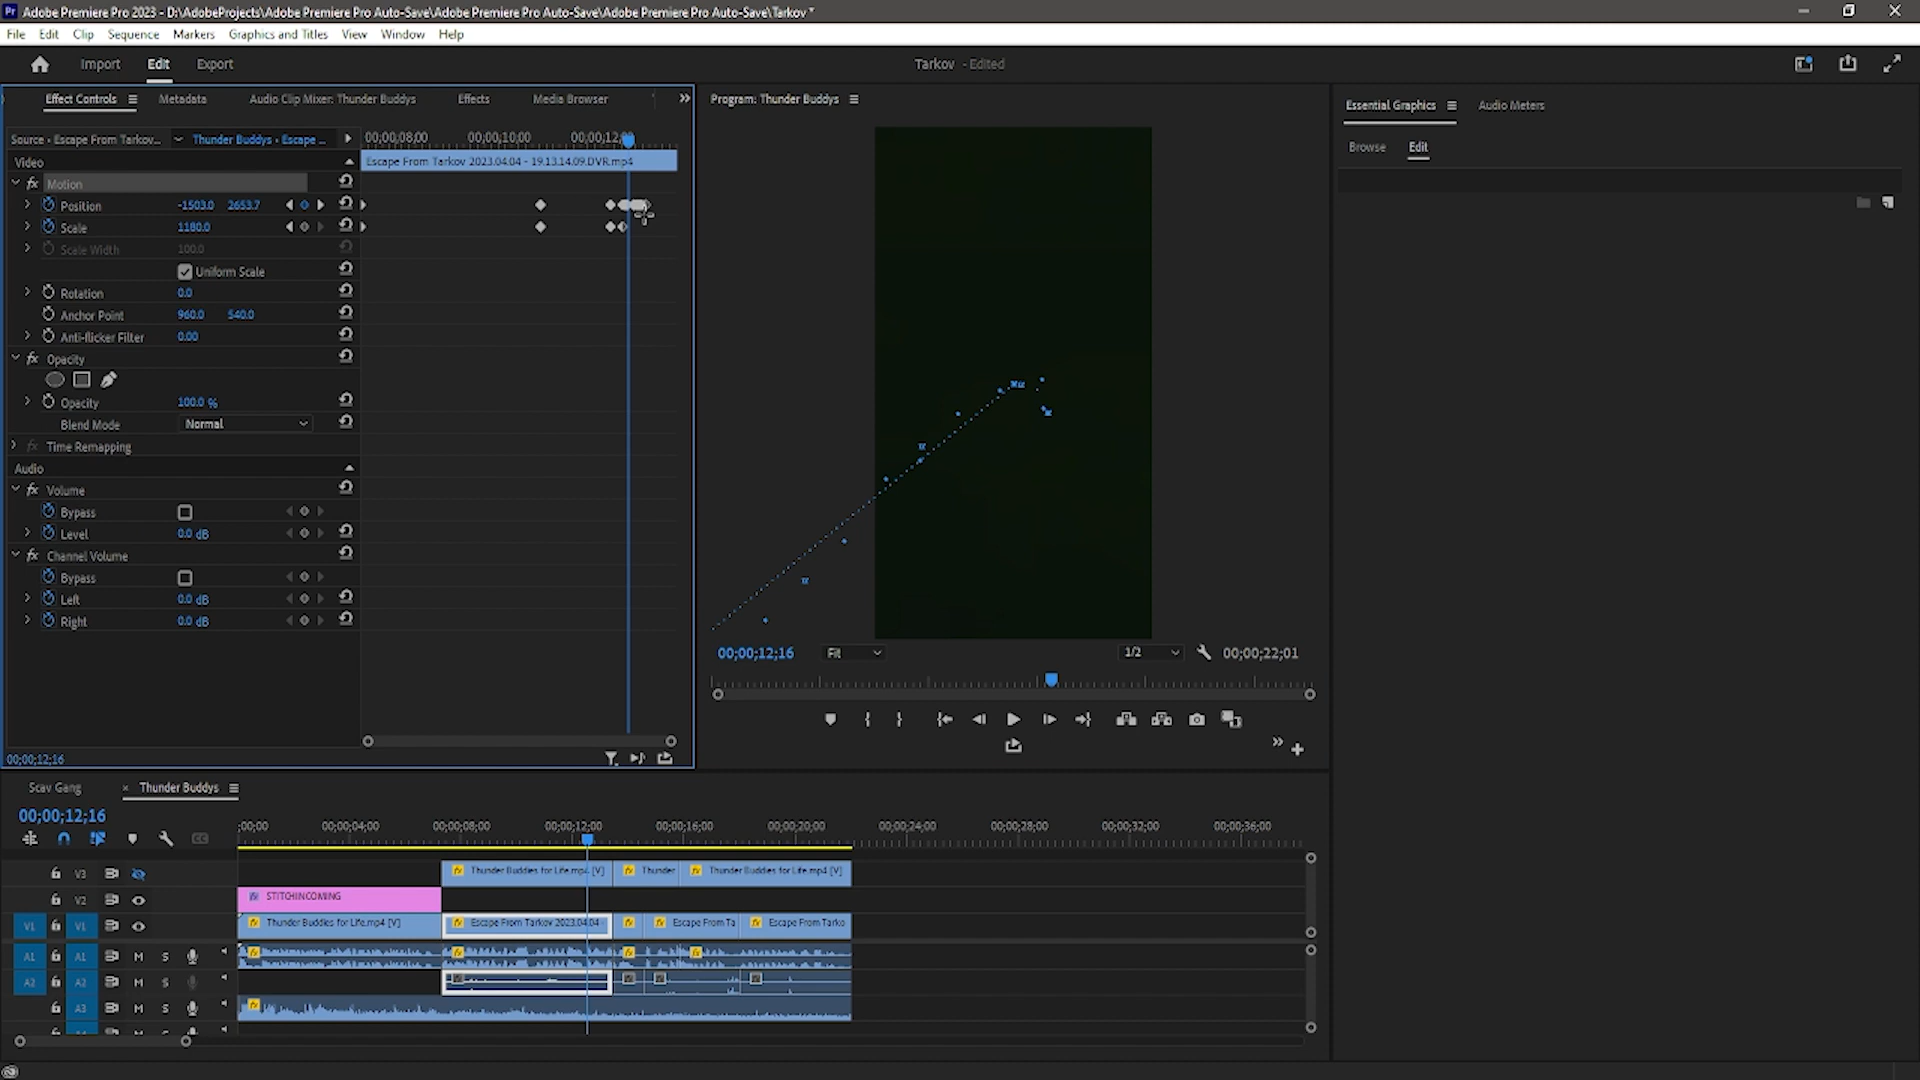 Adobe Premiere Pro 2023 - D:\AdobeProjects\Adobe Premiere Pro Auto-Save\Adobe Premiere Pro Auto-Save\Adobe Premiere Pro Auto-Save\Tarkov *
File Edit Clip Sequence Markers Graphics and Titles View Window Help
Import Edit Export
Tarkov - Edited
Effect Controls Metadata Audio Clip Mixer: Thunder Buddys Effects Media Browser
Program: Thunder Buddys
Essential Graphics Audio Meters
Source • Escape From Tarkov... Thunder Buddys • Escape ...
00;00;08;00 00;00;10;00 00;00;12;00
Browse Edit
Video
Escape From Tarkov 2023.04.04 - 19.13.14.09.DVR.mp4
Motion
Position -1503.0 2653.7
Scale 1180.0
Scale Width 100.0
Uniform Scale
Rotation 0.0
Anchor Point 960.0 540.0
Anti-flicker Filter 0.00
Opacity
Opacity 100.0 %
Blend Mode Normal
Time Remapping
Audio
Volume
Bypass
Level 0.0 dB
Channel Volume
Bypass
Left 0.0 dB
Right 0.0 dB
00;00;12;16 Fit 1/2 00;00;22;01
00;00;12;16
Scav Gang × Thunder Buddys
00;00;12;16
;00;00 00;00;04;00 00;00;08;00 00;00;12;00 00;00;16;00 00;00;20;00 00;00;24;00 00;00;28;00 00;00;32;00 00;00;36;00
V3 Thunder Buddies for Life.mp4 [V] Thunder Thunder Buddies for Life.mp4 [V]
V2 STITCHINCOMING
V1 V1 Thunder Buddies for Life.mp4 [V] Escape From Tarkov 2023.04.04 Escape From Ta Escape From Tarko
A1 A1 M S
A2 A2 M S
A3 M S